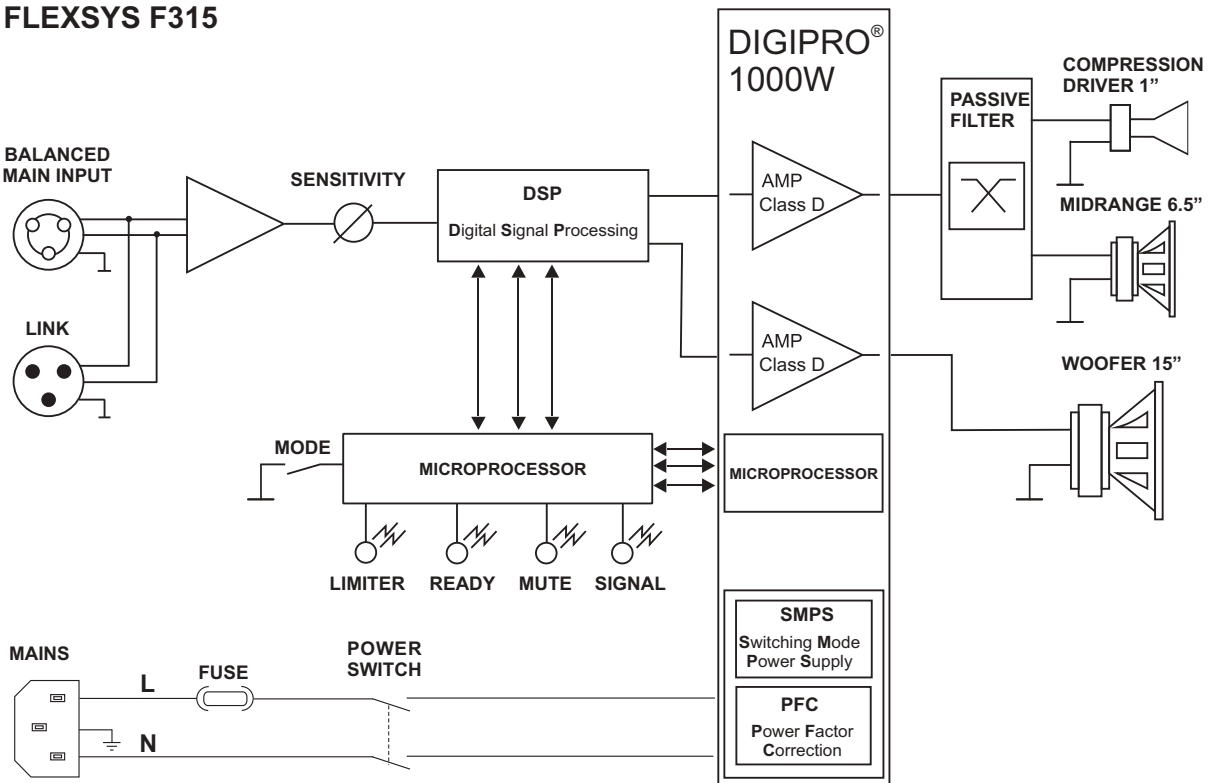 FLEXSYS F315
DIGIPRO®
1000W
COMPRESSION
DRIVER 1”
PASSIVE
FILTER
BALANCED
MAIN INPUT
SENSITIVITY
DSP
Digital Signal Processing
AMP
Class D
MIDRANGE 6.5”
LINK
AMP
Class D
WOOFER 15”
MODE
MICROPROCESSOR
MICROPROCESSOR
LIMITER
READY
MUTE
SIGNAL
SMPS
Switching Mode
Power Supply
MAINS
L
FUSE
POWER
SWITCH
PFC
Power Factor
Correction
N